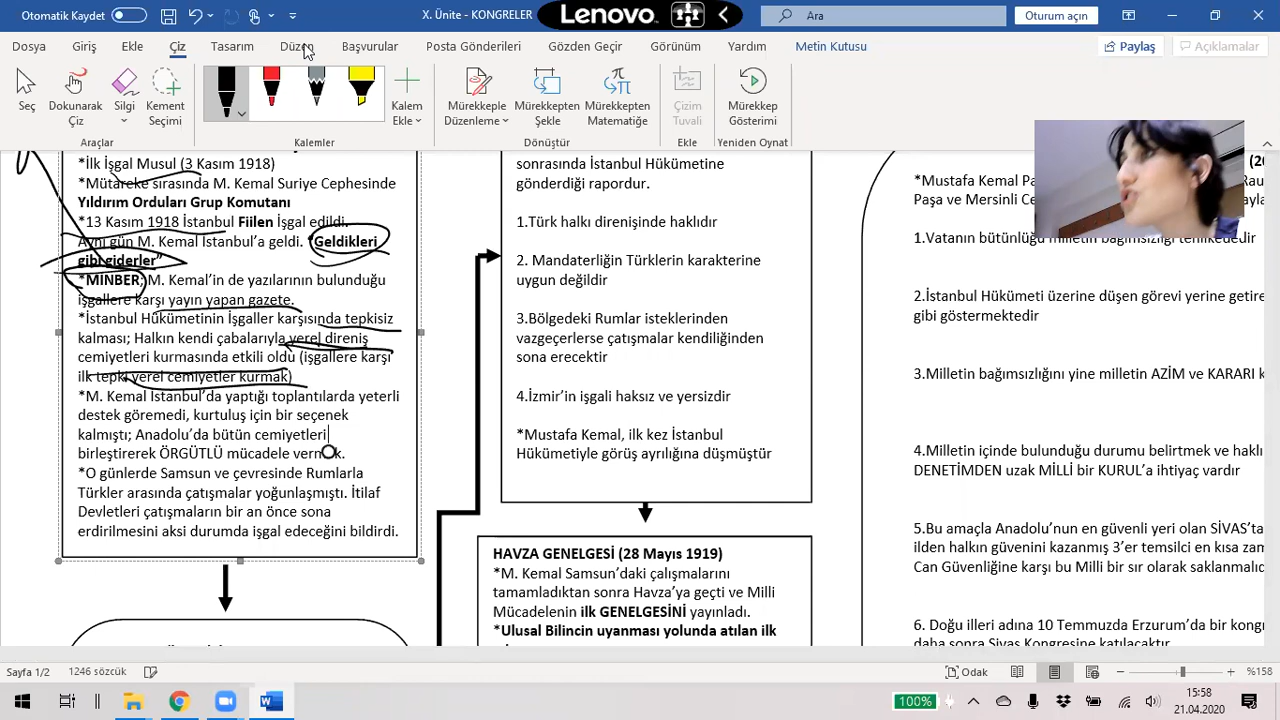 X. Ünite - KONGRELER
Lenovo
Ara
Oturum açın
Dosya
Giriş
Ekle
Çiz
Tasarım
Düzen
Başvurular
Posta Gönderileri
Gözden Geçir
Görünüm
Yardım
Metin Kutusu
Paylaş
Açıklamalar
Seç
Dokunarak
Çiz
Silgi
Kement
Seçimi
Kalem
Ekle
Mürekkeple
Düzenleme
Mürekkepten
Şekle
Mürekkepten
Matematiğe
Çizim
Tuvali
Mürekkep
Gösterimi
Araçlar
Kalemler
Dönüştür
Ekle
Yeniden Oynat
*İlk İşgal Musul (3 Kasım 1918)
*Mütareke sırasında M. Kemal Suriye Cephesinde
Yıldırım Orduları Grup Komutanı
*13 Kasım 1918 İstanbul Fiilen İşgal edildi.
Aynı gün M. Kemal İstanbul'a geldi. "Geldikleri
gibi giderler"
*MİNBER; M. Kemal'in de yazılarının bulunduğu
işgallere karşı yayın yapan gazete.
*İstanbul Hükümetinin İşgaller karşısında tepkisiz
kalması; Halkın kendi çabalarıyla yerel direniş
cemiyetleri kurmasında etkili oldu (işgallere karşı
ilk tepki yerel cemiyetler kurmak)
*M. Kemal İstanbul'da yaptığı toplantılarda yeterli
destek göremedi, kurtuluş için bir seçenek
kalmıştı; Anadolu'da bütün cemiyetleri
birleştirerek ÖRGÜTLÜ mücadele vermek.
*O günlerde Samsun ve çevresinde Rumlarla
Türkler arasında çatışmalar yoğunlaşmıştı. İtilaf
Devletleri çatışmaların bir an önce sona
erdirilmesini aksi durumda işgal edeceğini bildirdi.
sonrasında İstanbul Hükümetine
gönderdiği rapordur.
1.Türk halkı direnişinde haklıdır
2. Mandaterliğin Türklerin karakterine
uygun değildir
3.Bölgedeki Rumlar isteklerinden
vazgeçerlerse çatışmalar kendiliğinden
sona erecektir
4.İzmir'in işgali haksız ve yersizdir
*Mustafa Kemal, ilk kez İstanbul
Hükümetiyle görüş ayrılığına düşmüştür
HAVZA GENELGESİ (28 Mayıs 1919)
*M. Kemal Samsun'daki çalışmalarını
tamamladıktan sonra Havza'ya geçti ve Milli
Mücadelenin ilk GENELGESİNİ yayınladı.
*Ulusal Bilincin uyanması yolunda atılan ilk
*Mustafa Kemal Pa
Rau
Paşa ve Mersinli Ce
1.Vatanın bütünlüğü milletin bağımsızlığı tehlikededir
2.İstanbul Hükümeti üzerine düşen görevi yerine getire
gibi göstermektedir
3.Milletin bağımsızlığını yine milletin AZİM ve KARARI k
4.Milletin içinde bulunduğu durumu belirtmek ve haklı
DENETİMDEN uzak MİLLİ bir KURUL'a ihtiyaç vardır
5.Bu amaçla Anadolu'nun en güvenli yeri olan SİVAS'ta
ilden halkın güvenini kazanmış 3'er temsilci en kısa zam
Can Güvenliğine karşı bu Milli bir sır olarak saklanmalıd
6. Doğu illeri adına 10 Temmuzda Erzurum'da bir kongr
daha sonra Sivas Kongresine katılacaktır
Sayfa 1/2
1246 sözcük
Odak
%158
100%
15:58
21.04.2020